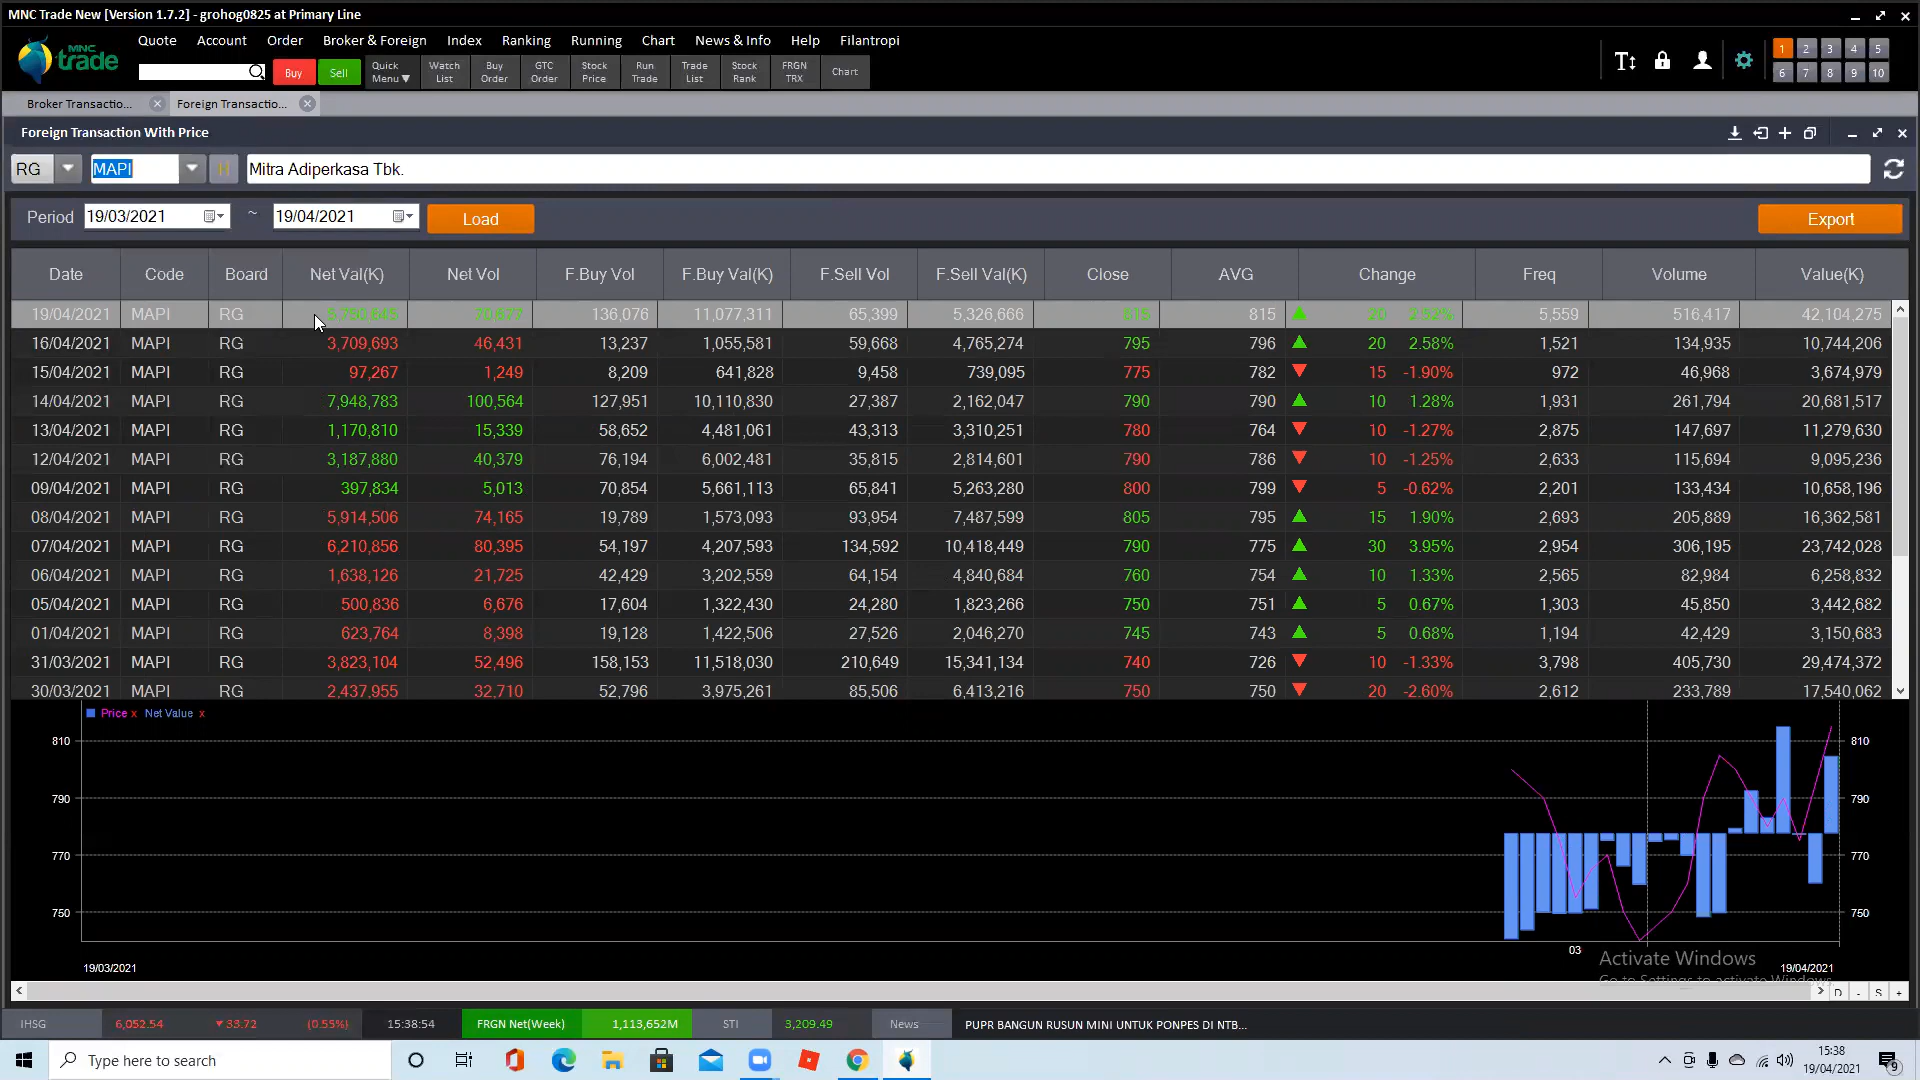 MNC Trade New [Version 1.7.2] - grohog0825 at Primary Line
MNC trade
Quote Account Order Broker & Foreign Index Ranking Running Chart News & Info Help Filantropi
Buy Sell Quick Menu▼ Watch List Buy Order GTC Order Stock Price Run Trade Trade List Stock Rank FRGN TRX Chart
1 2 3 4 5
6 7 8 9 10
Broker Transactio... Foreign Transactio...
Foreign Transaction With Price
RG MAPI Mitra Adiperkasa Tbk.
Period 19/03/2021 ~ 19/04/2021 Load Export
Date Code Board Net Val(K) Net Vol F.Buy Vol F.Buy Val(K) F.Sell Vol F.Sell Val(K) Close AVG Change Freq Volume Value(K)
19/04/2021 MAPI RG 70,677 136,076 11,077,311 65,399 5,326,666 815 815 20 2.52% 5,559 516,417 42,104,275
16/04/2021 MAPI RG 3,709,693 46,431 13,237 1,055,581 59,668 4,765,274 795 796 20 2.58% 1,521 134,935 10,744,206
15/04/2021 MAPI RG 97,267 1,249 8,209 641,828 9,458 739,095 775 782 15 -1.90% 972 46,968 3,674,979
14/04/2021 MAPI RG 7,948,783 100,564 127,951 10,110,830 27,387 2,162,047 790 790 10 1.28% 1,931 261,794 20,681,517
13/04/2021 MAPI RG 1,170,810 15,339 58,652 4,481,061 43,313 3,310,251 780 764 10 -1.27% 2,875 147,697 11,279,630
12/04/2021 MAPI RG 3,187,880 40,379 76,194 6,002,481 35,815 2,814,601 790 786 10 -1.25% 2,633 115,694 9,095,236
09/04/2021 MAPI RG 397,834 5,013 70,854 5,661,113 65,841 5,263,280 800 799 5 -0.62% 2,201 133,434 10,658,196
08/04/2021 MAPI RG 5,914,506 74,165 19,789 1,573,093 93,954 7,487,599 805 795 15 1.90% 2,693 205,889 16,362,581
07/04/2021 MAPI RG 6,210,856 80,395 54,197 4,207,593 134,592 10,418,449 790 775 30 3.95% 2,954 306,195 23,742,028
06/04/2021 MAPI RG 1,638,126 21,725 42,429 3,202,559 64,154 4,840,684 760 754 10 1.33% 2,565 82,984 6,258,832
05/04/2021 MAPI RG 500,836 6,676 17,604 1,322,430 24,280 1,823,266 750 751 5 0.67% 1,303 45,850 3,442,682
01/04/2021 MAPI RG 623,764 8,398 19,128 1,422,506 27,526 2,046,270 745 743 5 0.68% 1,194 42,429 3,150,683
31/03/2021 MAPI RG 3,823,104 52,496 158,153 11,518,030 210,649 15,341,134 740 726 10 -1.33% 3,798 405,730 29,474,372
30/03/2021 MAPI RG 2,437,955 32,710 52,796 3,975,261 85,506 6,413,216 750 750 20 -2.60% 2,612 233,789 17,540,062
Price x Net Value x
810 810
790 790
770 770
750 750
03
Activate Windows
19/03/2021 19/04/2021
Go to Settings to activate Windows.
D - S +
IHSG 6,052.54 ▼33.72 (0.55%) 15:38:54 FRGN Net(Week) 1,113,652M STI 3,209.49 News PUPR BANGUN RUSUN MINI UNTUK PONPES DI NTB...
Type here to search
15:38
19/04/2021
9